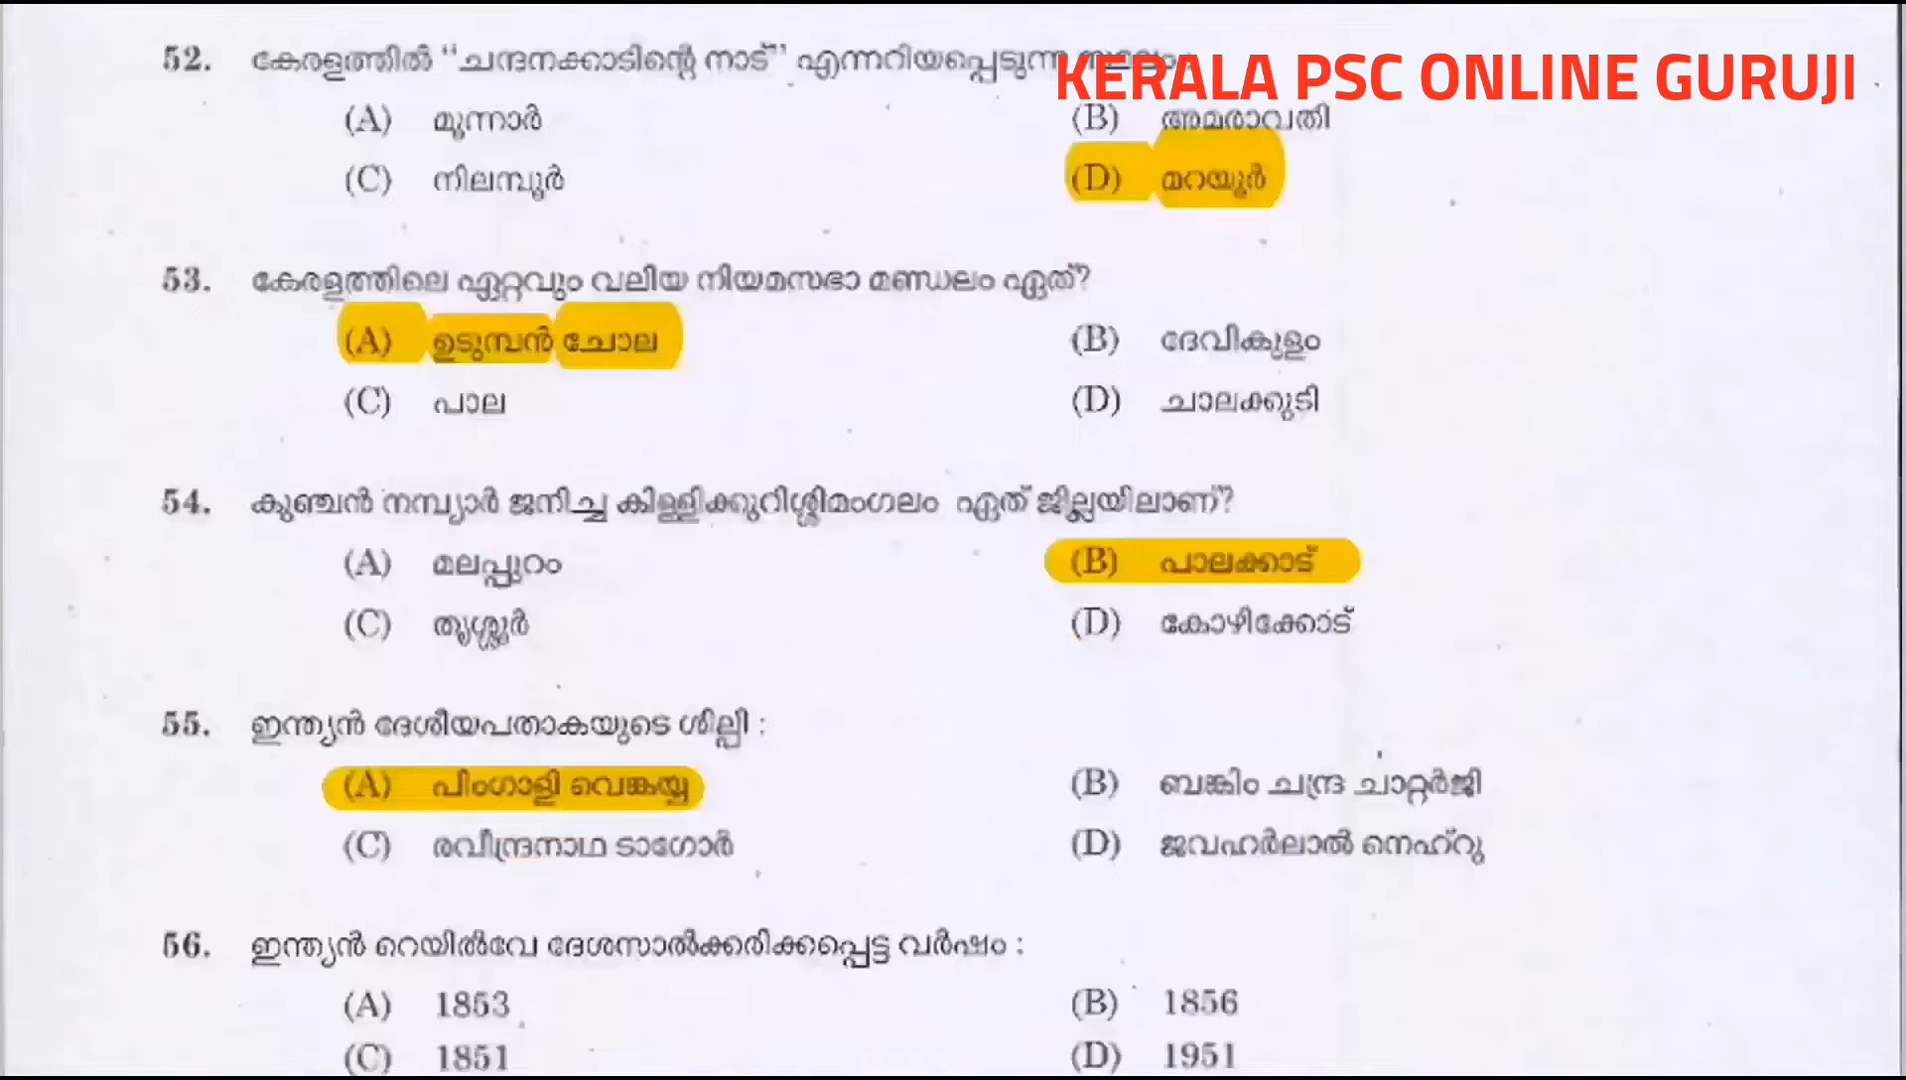 52. കേരളത്തിൽ "ചന്ദനക്കാടിന്റെ നാട്" എന്നറിയപ്പെടുന്ന
KERALA PSC ONLINE GURUJI
(A) മൂന്നാർ (B) അമരാവതി
(C) നിലമ്പൂർ (D) മറയൂർ
53. കേരളത്തിലെ ഏറ്റവും വലിയ നിയമസഭാ മണ്ഡലം ഏത്?
(A) ഉടുമ്പൻ ചോല (B) ദേവികുളം
(C) പാല (D) ചാലക്കുടി
54. കുഞ്ചൻ നമ്പ്യാർ ജനിച്ച കിള്ളിക്കുറിശ്ശിമംഗലം ഏത് ജില്ലയിലാണ്?
(A) മലപ്പുറം (B) പാലക്കാട്
(C) തൃശ്ശൂർ (D) കോഴിക്കോട്
55. ഇന്ത്യൻ ദേശീയപതാകയുടെ ശില്പി :
(A) പിംഗാളി വെങ്കയ്യ (B) ബങ്കിം ചന്ദ്ര ചാറ്റർജി
(C) രവീന്ദ്രനാഥ ടാഗോർ (D) ജവഹർലാൽ നെഹ്റു
56. ഇന്ത്യൻ റെയിൽവേ ദേശസാൽക്കരിക്കപ്പെട്ട വർഷം :
(A) 1853 (B) 1856
(C) 1851 (D) 1951